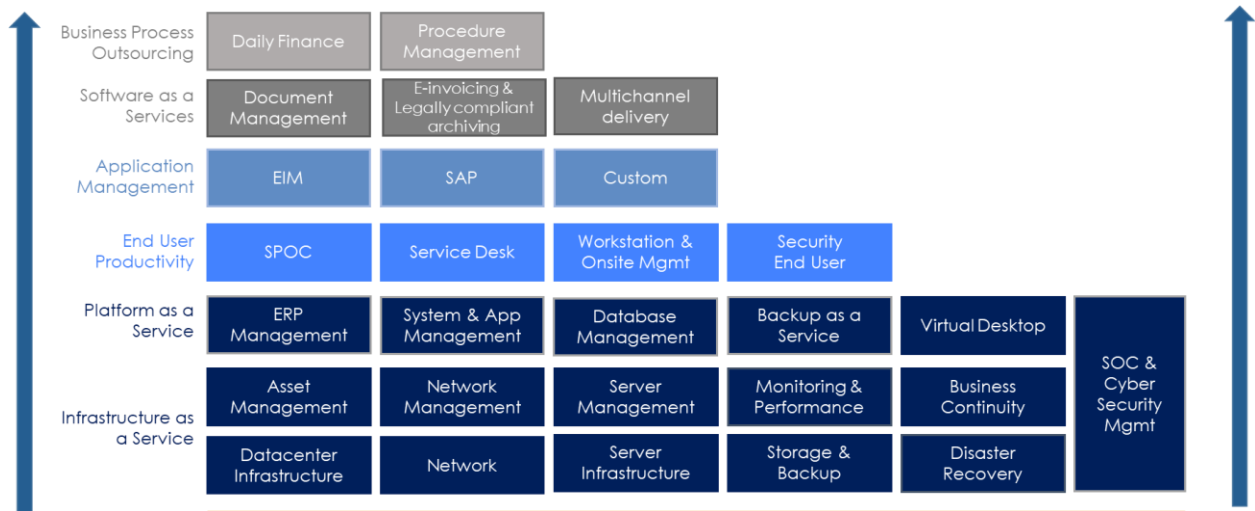 Business Process
Outsourcing
Daily Finance
Procedure
Management
Software as a
Services
Document
Management
E-invoicing &
Legally compliant
archiving
Multichannel
delivery
Application
Management
EIM
SAP
Custom
End User
Productivity
SPOC
Service Desk
Workstation &
Onsite Mgmt
Security
End User
Platform as a
Service
ERP
Management
System & App
Management
Database
Management
Backup as a
Service
Virtual Desktop
SOC &
Cyber
Security
Mgmt
Infrastructure as
a Service
Asset
Management
Network
Management
Server
Management
Monitoring &
Performance
Business
Continuity
Datacenter
Infrastructure
Network
Server
Infrastructure
Storage &
Backup
Disaster
Recovery